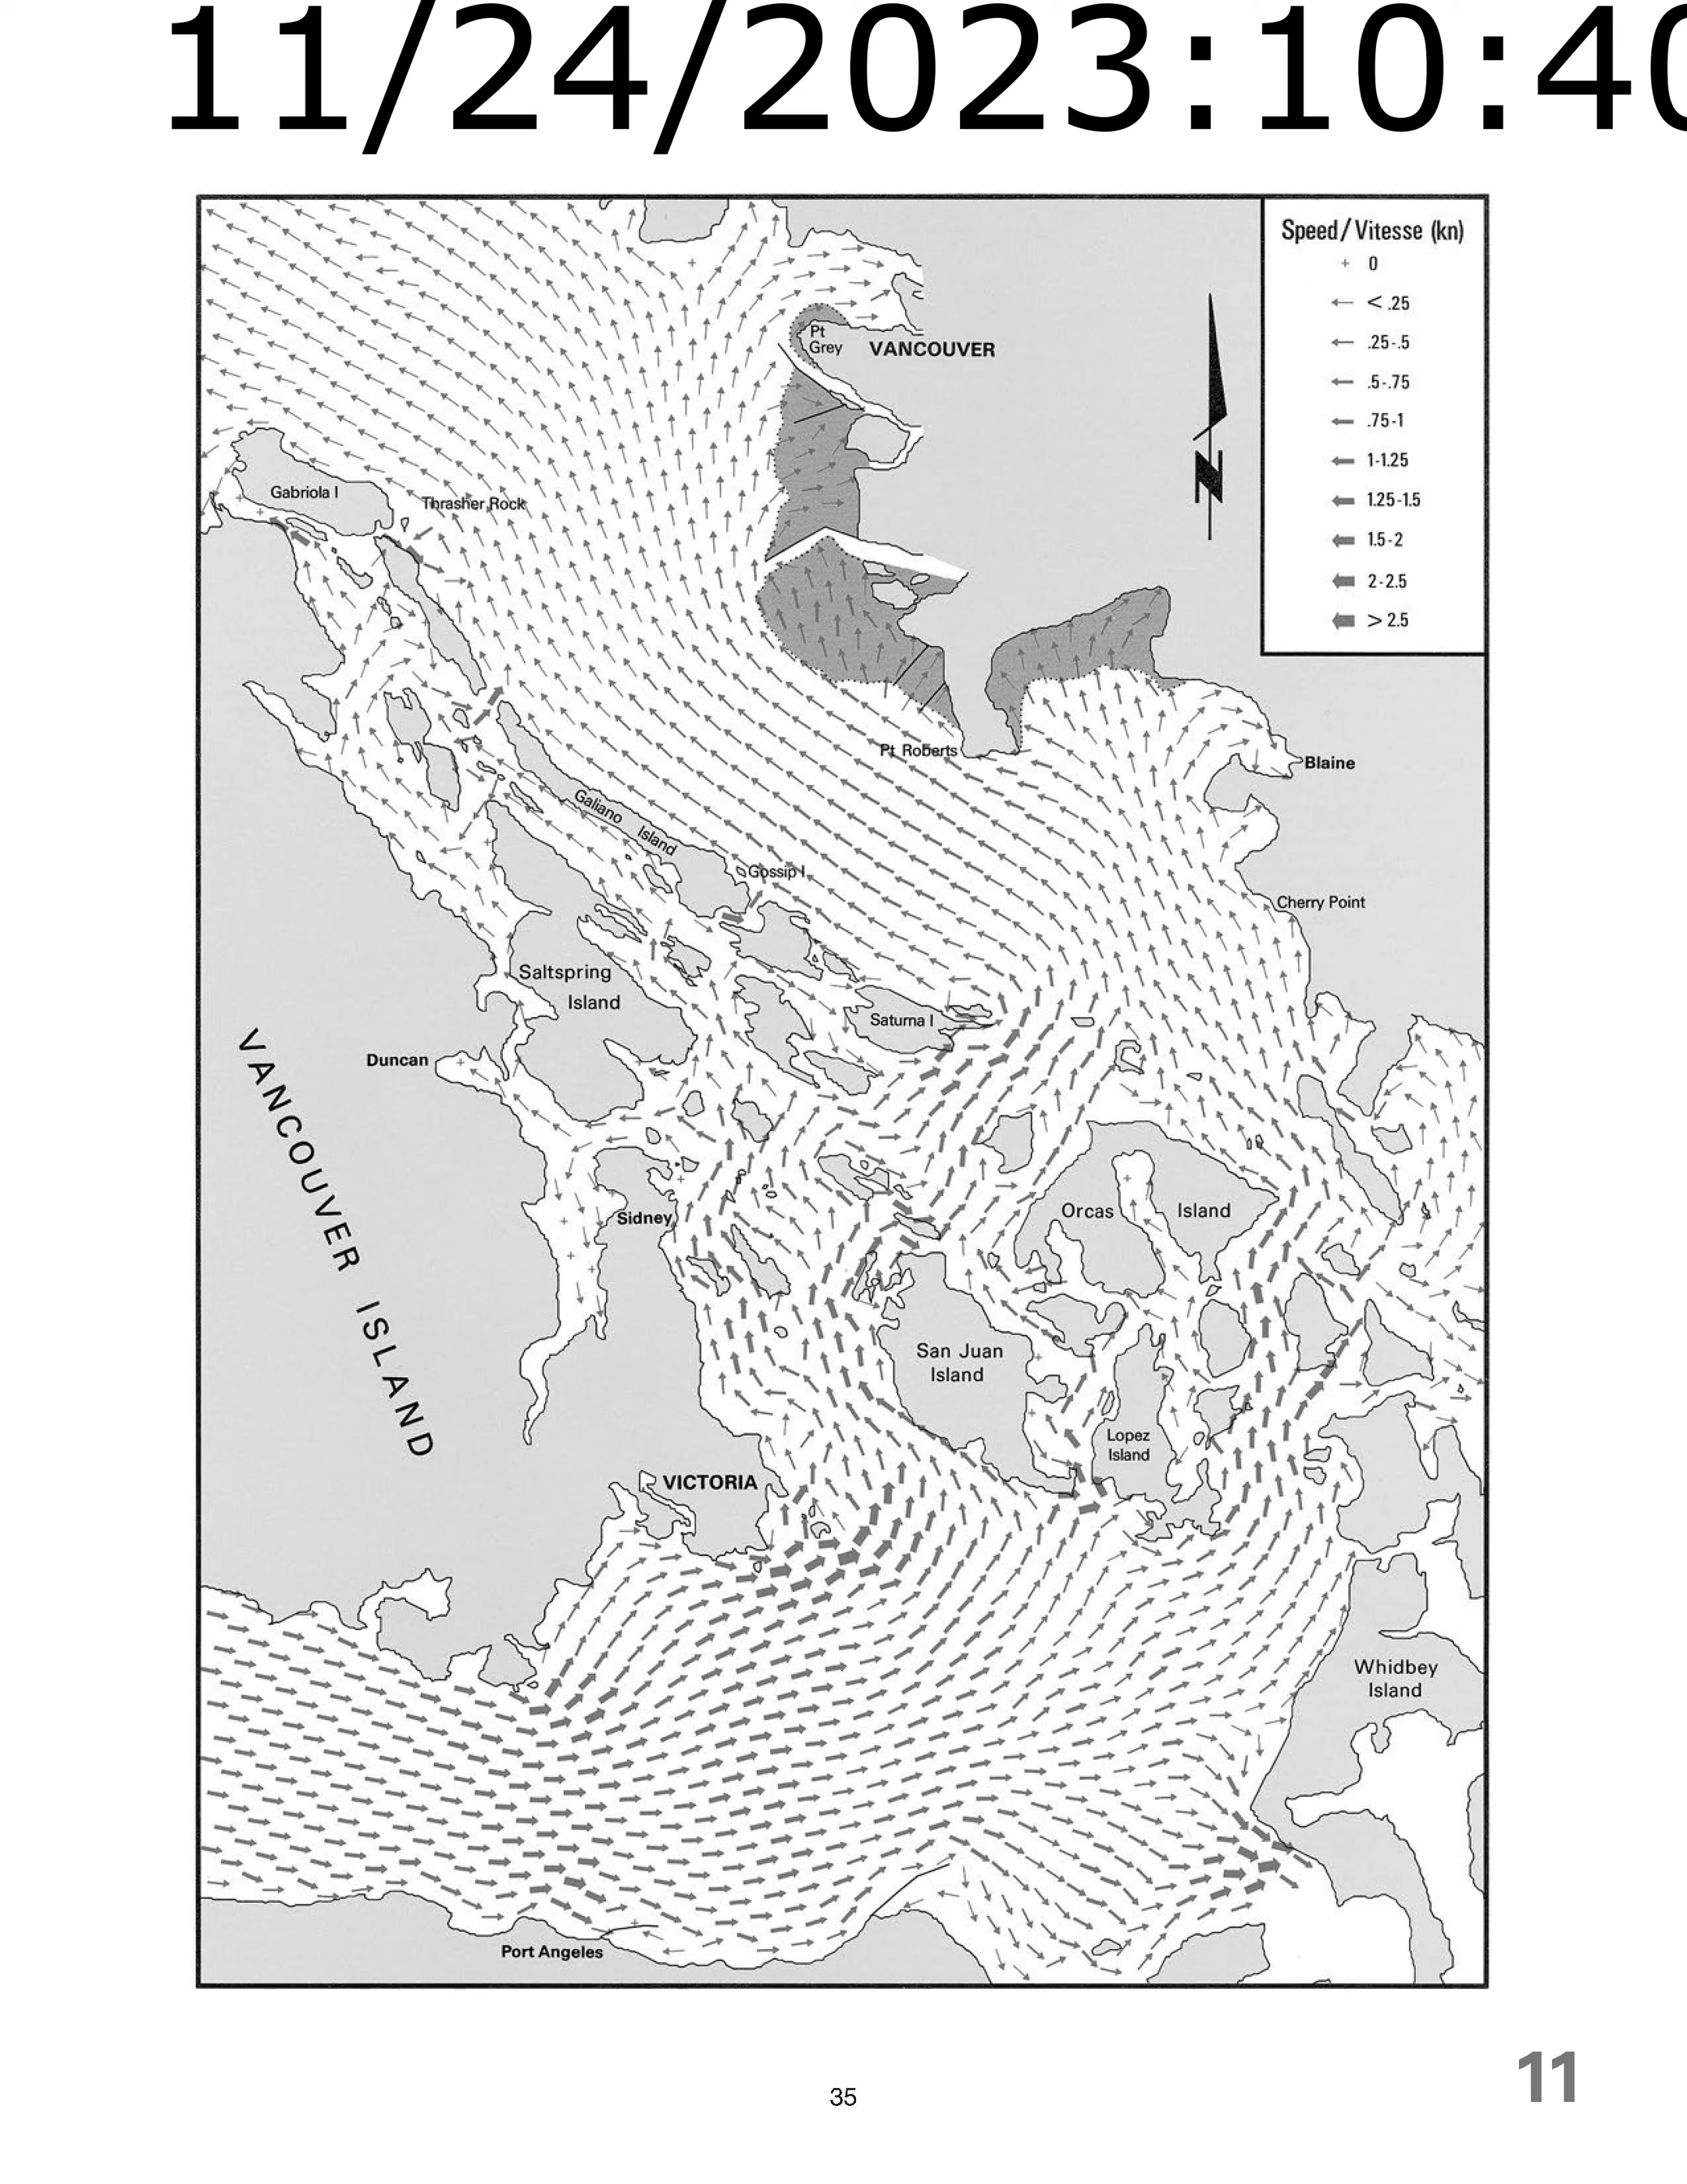 11/24/2023:10:40
Speed/Vitesse (kn)
+ 0
< .25
.25-.5
.5-.75
.75-1
1-1.25
1.25-1.5
1.5-2
2-2.5
> 2.5
N
Pt
Grey
VANCOUVER
Gabriola I
Thrasher Rock
Pt Roberts
Blaine
Galiano Island
Gossip I
Cherry Point
Saltspring
Island
Saturna I
Duncan
VANCOUVER ISLAND
Orcas Island
Sidney
San Juan
Island
Lopez
Island
VICTORIA
Whidbey
Island
Port Angeles
35
11